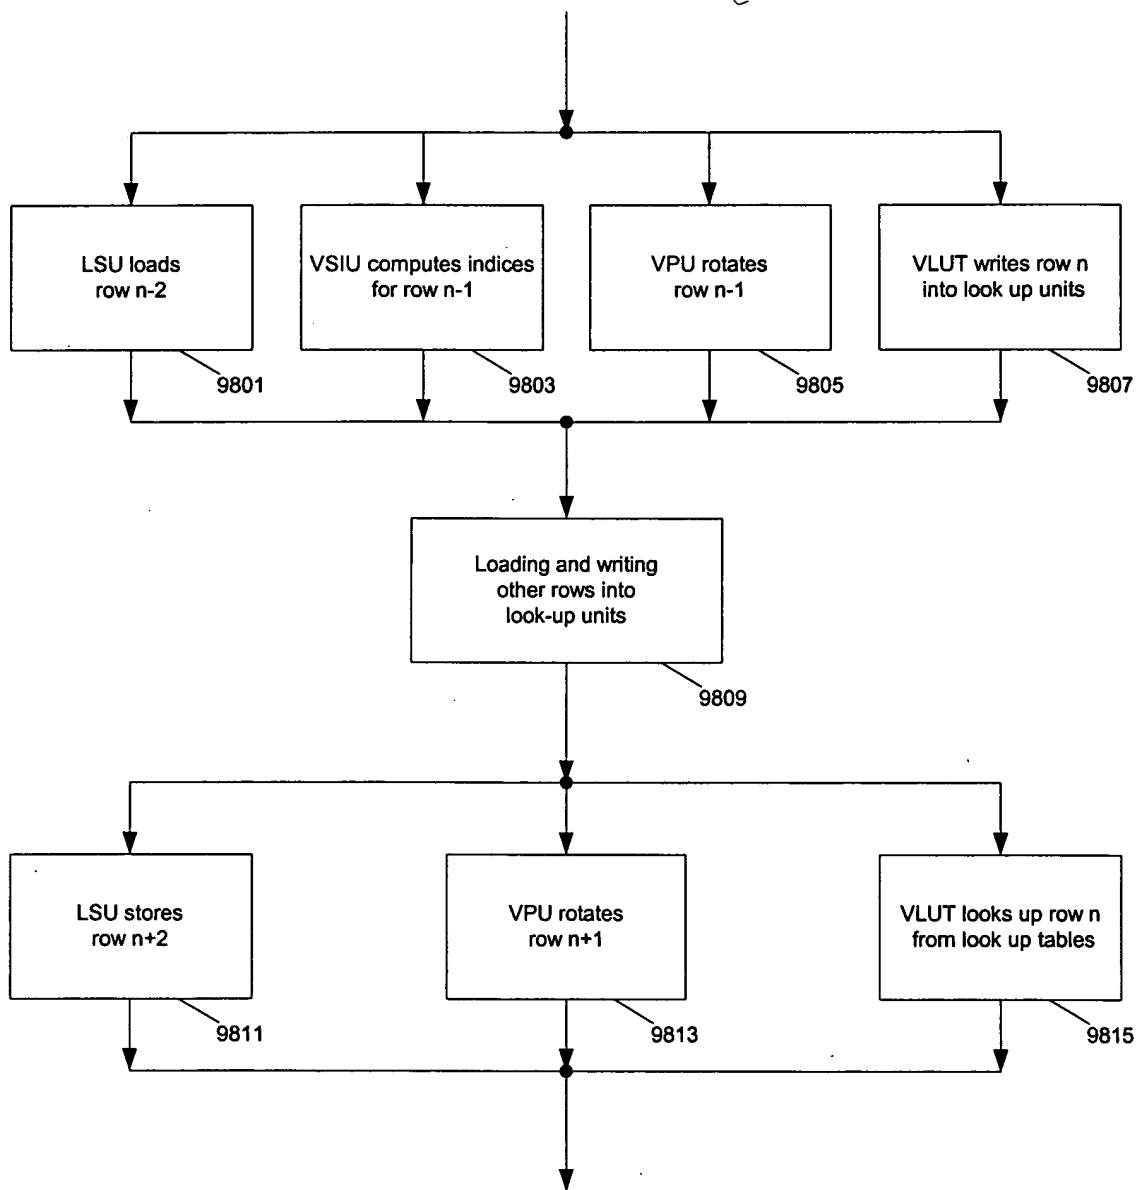 LSU loads
row n-2
9801
VSIU computes indices
for row n-1
9803
VPU rotates
row n-1
9805
VLUT writes row n
into look up units
9807
Loading and writing
other rows into
look-up units
9809
LSU stores
row n+2
9811
VPU rotates
row n+1
9813
VLUT looks up row n
from look up tables
9815